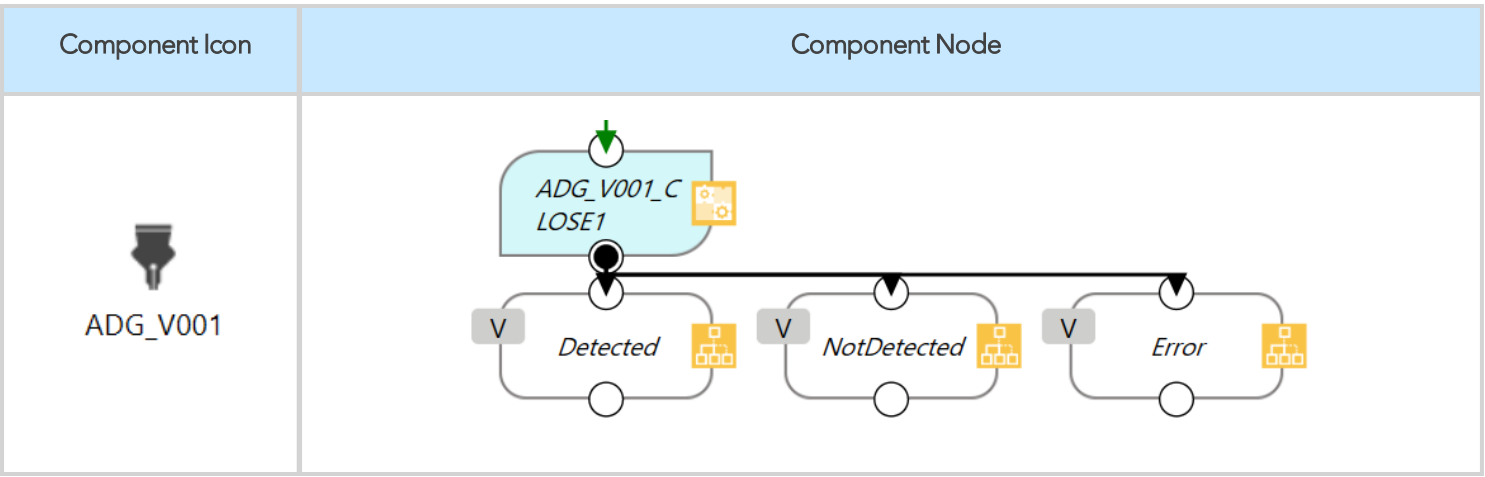 Component Icon
Component Node
ADG_V001_C
LOSE1
ADG_V001
V
Detected
V
NotDetected
V
Error